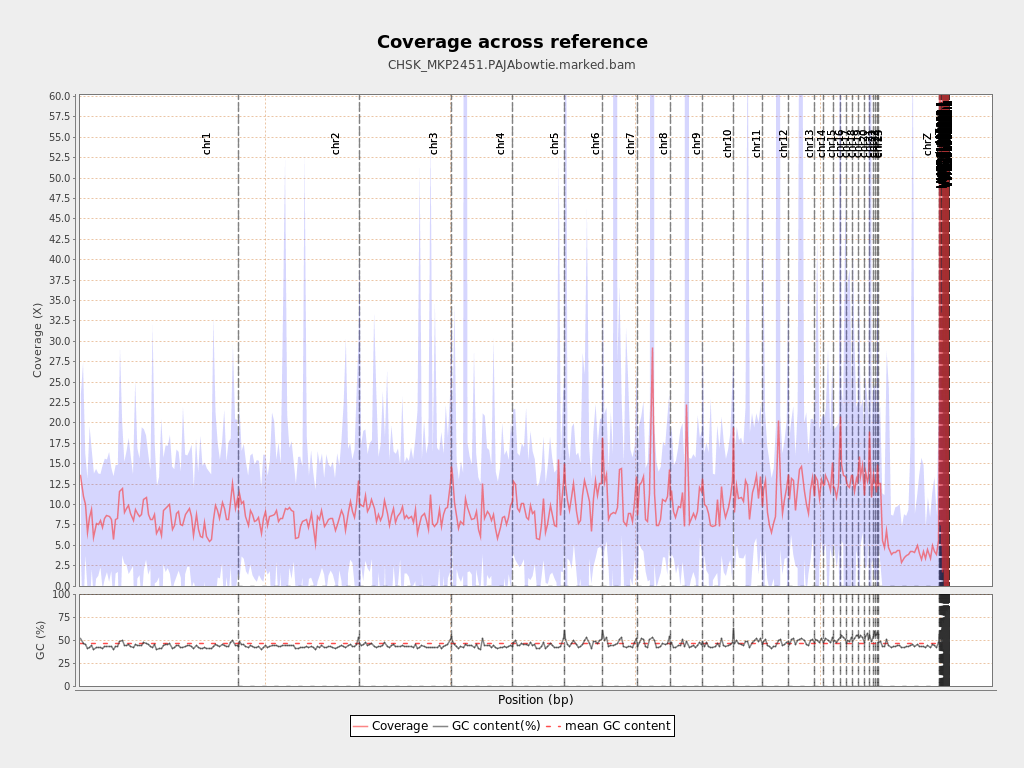 Coverage across reference
CHSK_MKP2451.PAJAbowtie.marked.bam
60.0
57.5
55.0
52.5
50.0
47.5
45.0
42.5
40.0
37.5
35.0
32.5
30.0
27.5
25.0
22.5
20.0
17.5
15.0
12.5
10.0
7.5
5.0
2.5
0.0
Coverage (X)
chr1
chr2
chr3
chr4
chr5
chr6
chr7
chr8
chr9
chr10
chr11
chr12
chr13
chr14
chr15
chrZ
100
75
50
25
0
GC (%)
Position (bp)
Coverage GC content(%) mean GC content